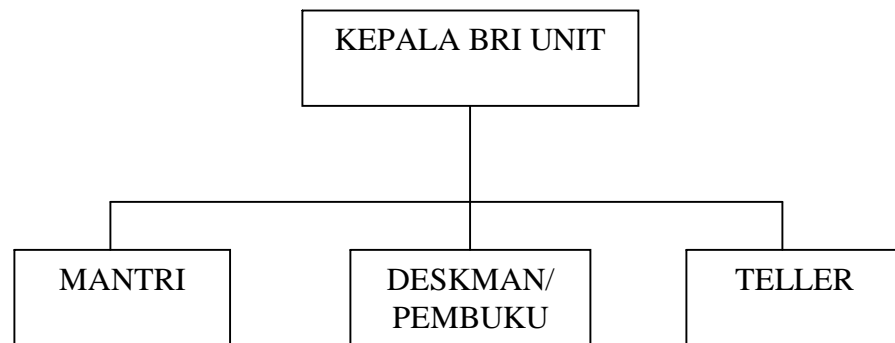 KEPALA BRI UNIT
MANTRI
DESKMAN/
PEMBUKU
TELLER